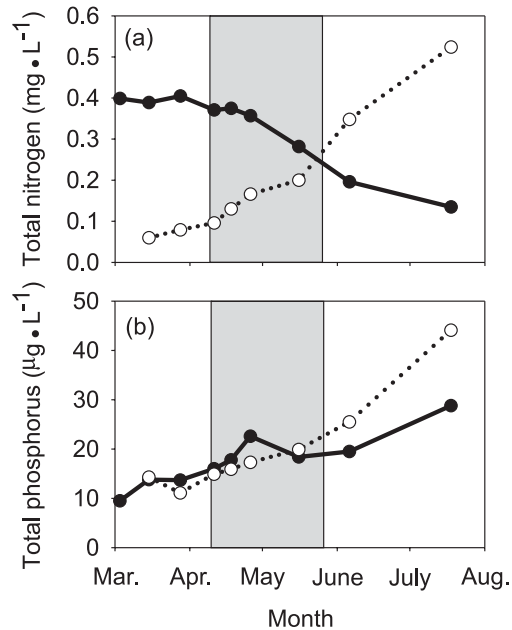 0.6
(a)
0.5
0.4
0.3
0.2
0.1
0.0
Total nitrogen (mg • L⁻¹)
50
(b)
40
30
20
10
0
Total phosphorus (µg • L⁻¹)
Mar. Apr. May June July Aug.
Month